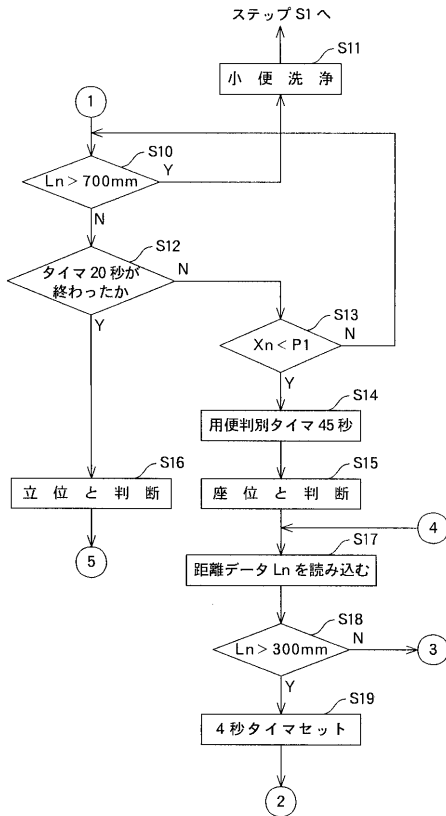 ステップ S1 へ
S11
小 便 洗 浄
1
S10
Ln > 700mm
Y
N
S12
タイマ 20 秒が
終わったか
N
Y
S13
Xn < P1
N
Y
S14
用便判別タイマ 45 秒
S16
立 位 と 判 断
S15
座 位 と 判 断
5
4
S17
距離データ Ln を読み込む
S18
Ln > 300mm
N
3
Y
S19
4 秒タイマセット
2